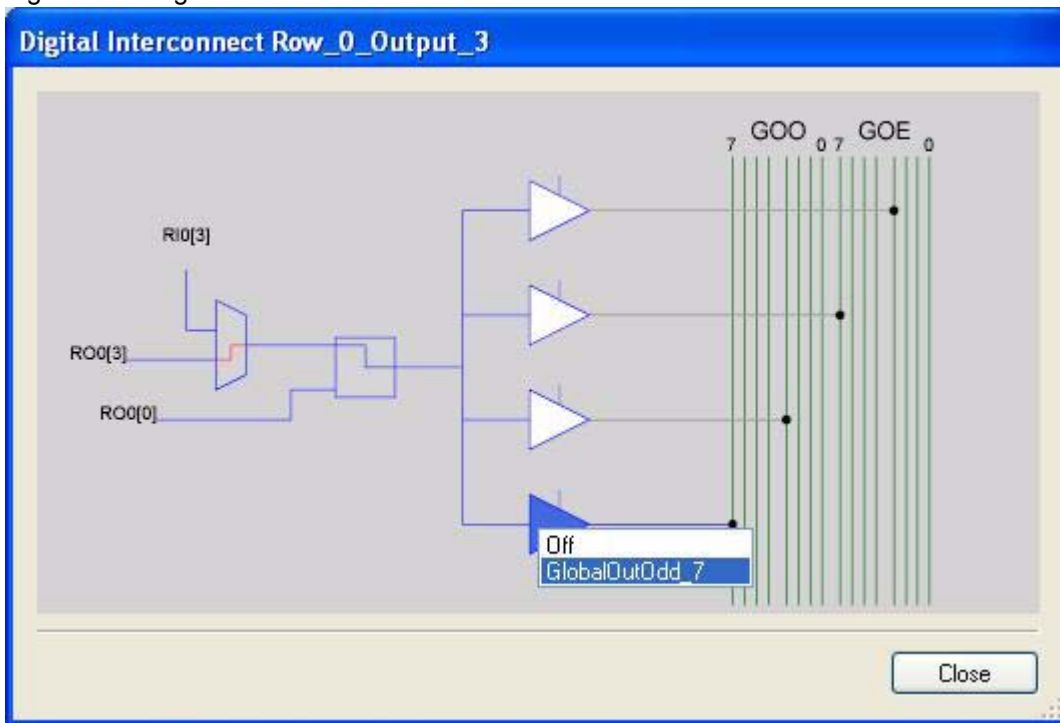 Digital Interconnect Row_0_Output_3
7 GOO 0 7 GOE 0
RI0[3]
RO0[3]
RO0[0]
Off
GlobalOutOdd_7
Close